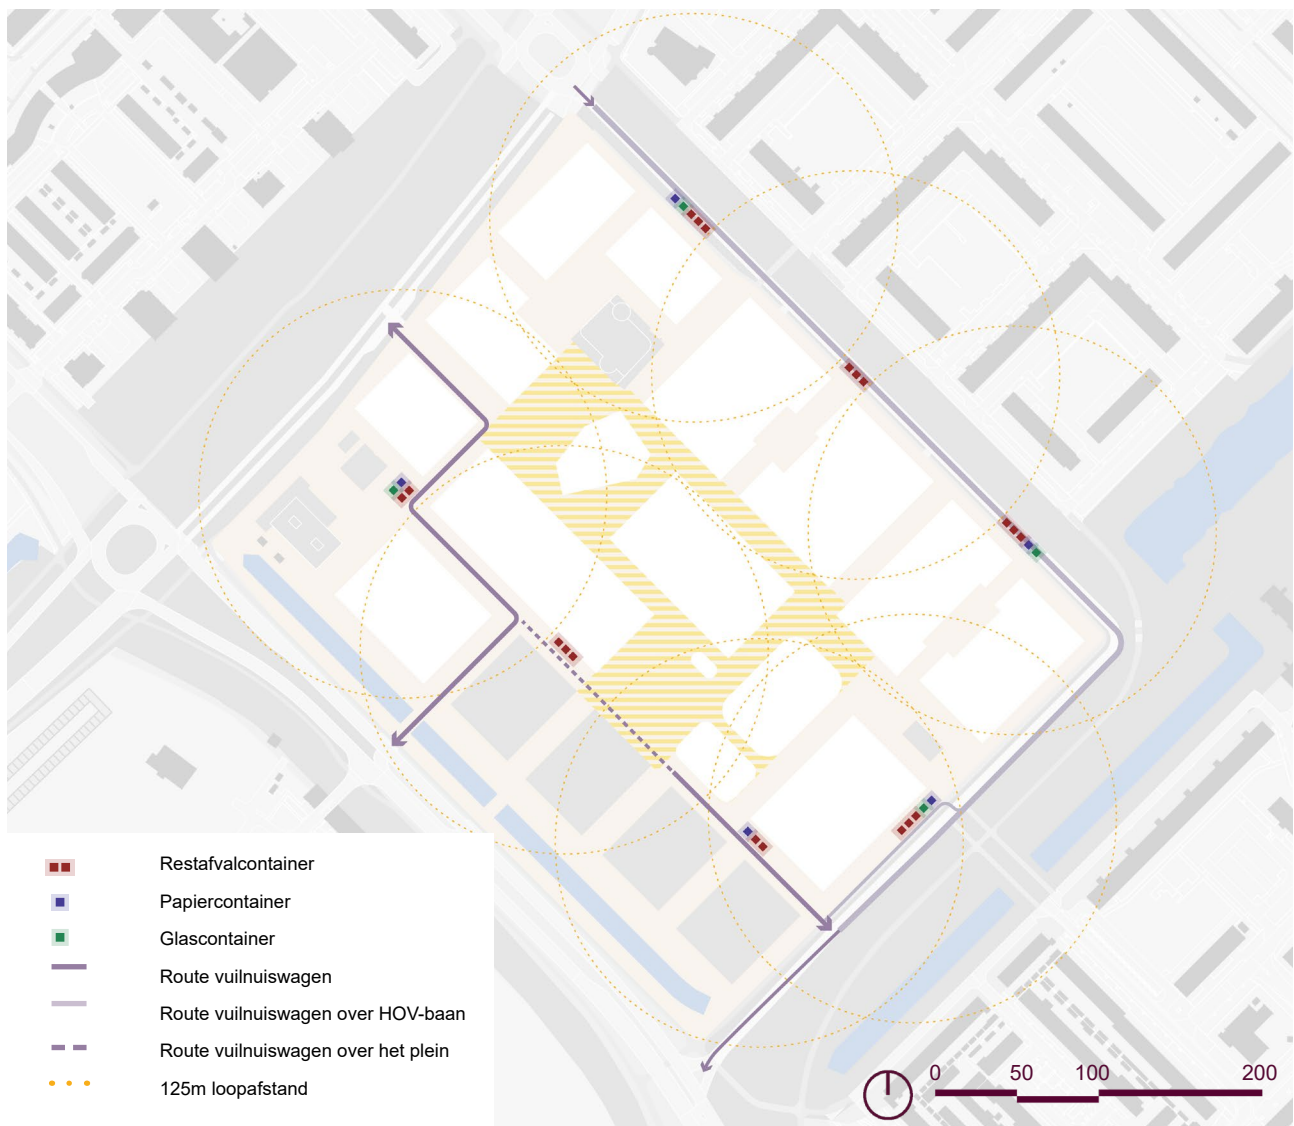 Restafvalcontainer
Papiercontainer
Glascontainer
Route vuilnuiswagen
Route vuilnuiswagen over HOV-baan
Route vuilnuiswagen over het plein
125m loopafstand
0 50 100 200